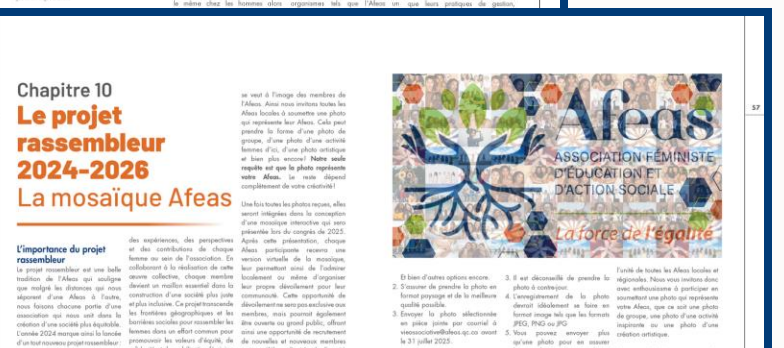 le même chez les hommes alors
organismes tels que l'Afeas un
que leurs pratiques de gestion,
57
Chapitre 10
Le projet
rassembleur
2024-2026
La mosaïque Afeas
L'importance du projet
rassembleur
Le projet rassembleur est une belle
tradition de l'Afeas qui souligne
que malgré les distances qui nous
séparent d'une Afeas à l'autre,
nous faisons chacune partie d'une
association qui nous unit dans la
création d'une société plus équitable.
L'année 2024 marque ainsi la lancée
d'un tout nouveau projet rassembleur :
des expériences, des perspectives
et des contributions de chaque
femme au sein de l'association. En
collaborant à la réalisation de cette
œuvre collective, chaque membre
devient un maillon essentiel dans la
construction d'une société plus juste
et plus inclusive. Ce projet transcende
les frontières géographiques et les
barrières sociales pour rassembler les
femmes dans un effort commun pour
promouvoir les valeurs d'équité, de
se veut à l'image des membres de
l'Afeas. Ainsi nous invitons toutes les
Afeas locales à soumettre une photo
qui représente leur Afeas. Cela peut
prendre la forme d'une photo de
groupe, d'une photo d'une activité
femmes d'ici, d'une photo artistique
et bien plus encore! Notre seule
requête est que la photo représente
votre Afeas. Le reste dépend
complètement de votre créativité!
Une fois toutes les photos reçues, elles
seront intégrées dans la conception
d'une mosaïque interactive qui sera
présentée lors du congrès de 2025.
Après cette présentation, chaque
Afeas participante recevra une
version virtuelle de la mosaïque,
leur permettant ainsi de l'admirer
localement ou même d'organiser
leur propre dévoilement pour leur
communauté. Cette opportunité de
dévoilement ne sera pas exclusive aux
membres, mais pourrait également
être ouverte au grand public, offrant
ainsi une opportunité de recrutement
de nouvelles et nouveaux membres
Afeas
ASSOCIATION FÉMINISTE
D'ÉDUCATION ET
D'ACTION SOCIALE
La force de l'égalité
Et bien d'autres options encore.
2. S'assurer de prendre la photo en
format paysage et de la meilleure
qualité possible.
3. Envoyer la photo sélectionnée
en pièce jointe par courriel à
vieassociative@afeas.qc.ca avant
le 31 juillet 2025.
3. Il est déconseillé de prendre la
photo à contre-jour.
4. L'enregistrement de la photo
devrait idéalement se faire en
format image tels que les formats
JPEG, PNG ou JPG
5. Vous pouvez envoyer plus
qu'une photo pour en assurer
l'unité de toutes les Afeas locales et
régionales. Nous vous invitons donc
avec enthousiasme à participer en
soumettant une photo qui représente
votre Afeas, que ce soit une photo
de groupe, une photo d'une activité
inspirante ou une photo d'une
création artistique.